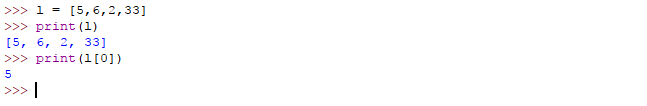 >>> l = [5,6,2,33]
>>> print(l)
[5, 6, 2, 33]
>>> print(l[0])
5
>>>